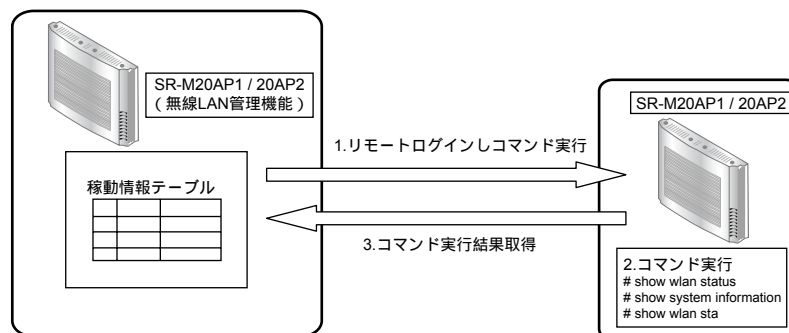 SR-M20AP1 / 20AP2
（無線LAN管理機能）
稼動情報テーブル
1.リモートログインしコマンド実行
3.コマンド実行結果取得
SR-M20AP1 / 20AP2
2.コマンド実行
# show wlan status
# show system information
# show wlan sta